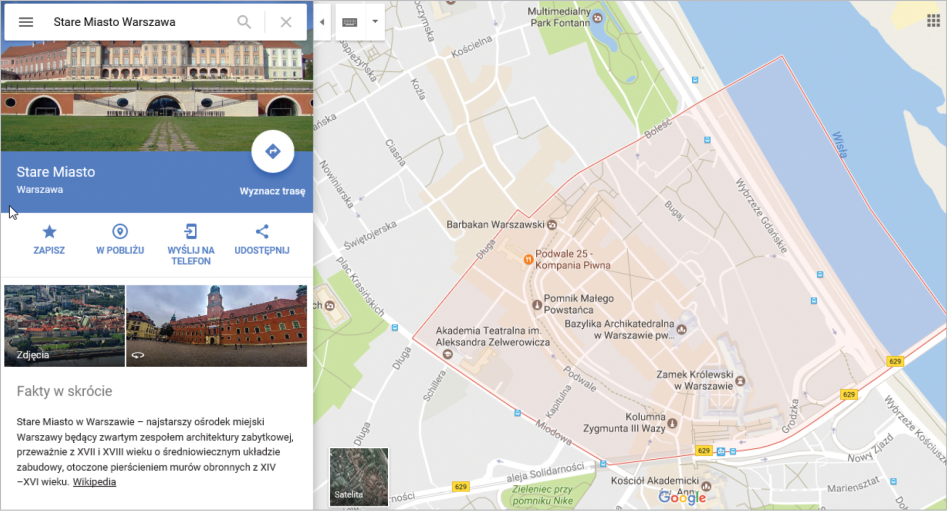 Stare Miasto Warszawa
Stare Miasto
Warszawa
Wyznacz trasę
ZAPISZ
W POBLIŻU
WYŚLIJ NA
TELEFON
UDOSTĘPNIJ
Zdjęcia
Fakty w skrócie
Stare Miasto w Warszawie – najstarszy ośrodek miejski
Warszawy będący zwartym zespołem architektury zabytkowej,
przeważnie z XVII i XVIII wieku o średniowiecznym układzie
zabudowy, otoczone pierścieniem murów obronnych z XIV
–XVI wieku. Wikipedia
Multimedialny
Park Fontann
Kościelna
Koźla
Ciasna
Nowiniarska
Świętojerska
plac Krasińskich
Boleść
Wisła
Wybrzeże Gdańskie
Bugaj
Barbakan Warszawski
Długa
Podwale 25 -
Kompania Piwna
Pomnik Małego
Powstańca
Bazylika Archikatedralna
w Warszawie pw...
Akademia Teatralna im.
Aleksandra Zelwerowicza
Długa
Schillera
Podwale
Kapitulna
Miodowa
Zamek Królewski
w Warszawie
Kolumna
Zygmunta III Wazy
Grodzka
629
629
629
629
Wybrzeże Kościuszkowskie
Nowy Zjazd
Mariensztat
aleja Solidarności
Długa
Zieleniec przy
pomniku Nike
Kościół Akademicki
św. Ann
Satelita
Google